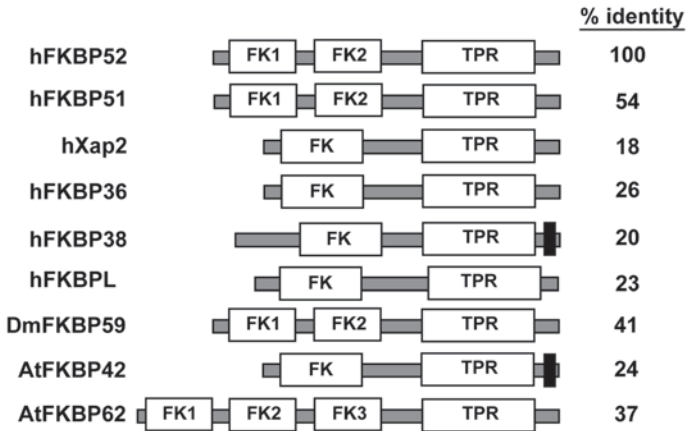 % identity
hFKBP52 FK1 FK2 TPR 100
hFKBP51 FK1 FK2 TPR 54
hXap2 FK TPR 18
hFKBP36 FK TPR 26
hFKBP38 FK TPR 20
hFKBPL FK TPR 23
DmFKBP59 FK1 FK2 TPR 41
AtFKBP42 FK TPR 24
AtFKBP62 FK1 FK2 FK3 TPR 37